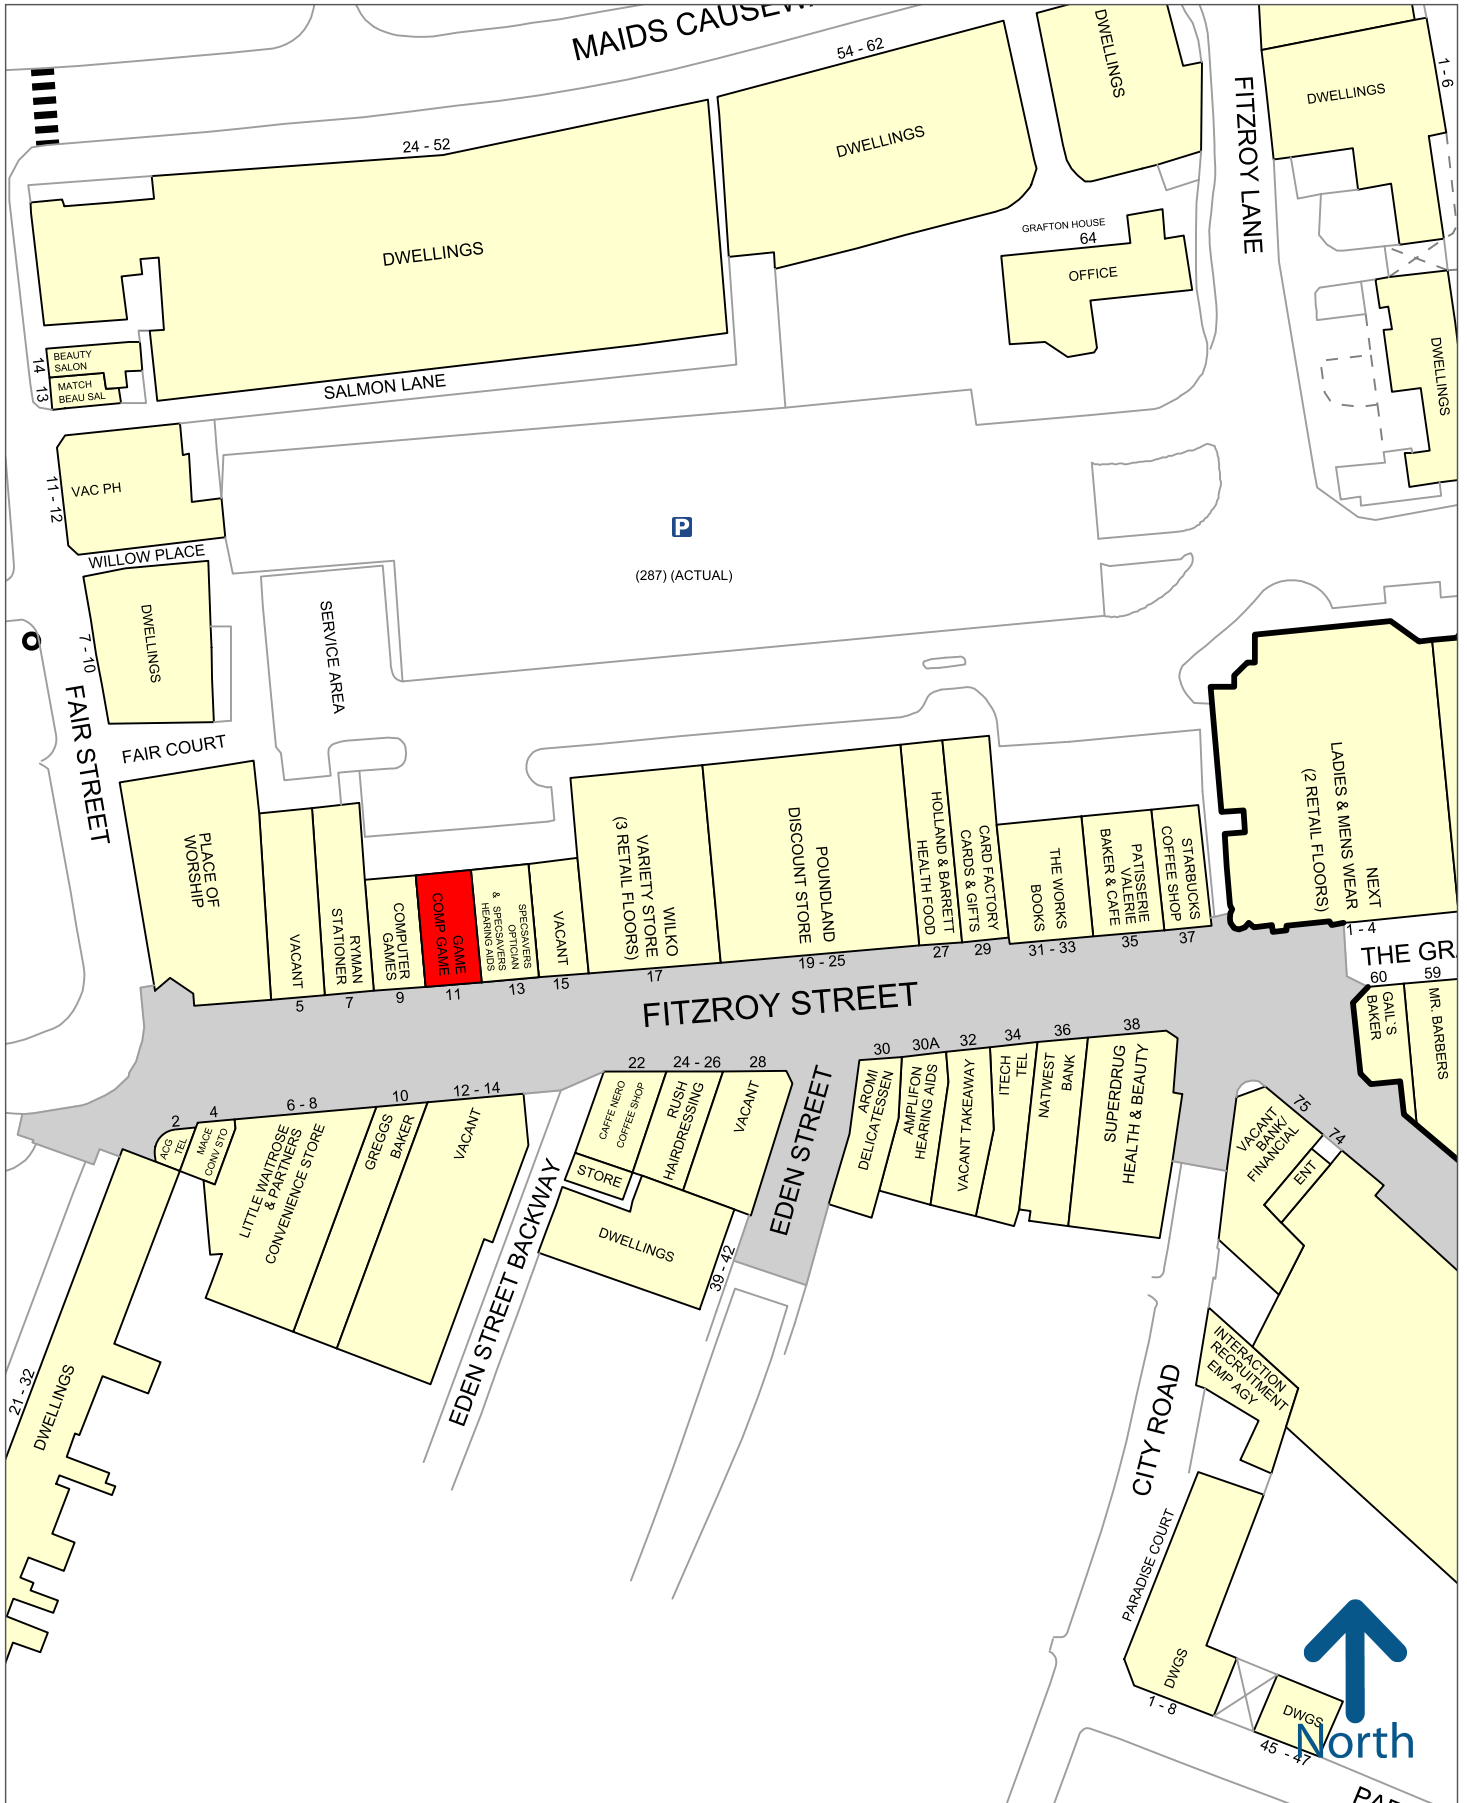 MAIDS CAUSEW
54 - 62
DWELLINGS
1 - 6
DWELLINGS
FITZROY LANE
24 - 52
DWELLINGS
DWELLINGS
GRAFTON HOUSE
64
OFFICE
DWELLINGS
14
BEAUTY
SALON
13
MATCH
BEAU SAL
SALMON LANE
11 - 12
VAC PH
WILLOW PLACE
P
(287) (ACTUAL)
7 - 10
DWELLINGS
SERVICE AREA
FAIR STREET
FAIR COURT
PLACE OF
WORSHIP
VACANT
5
RYMAN
STATIONER
7
COMPUTER
GAMES
9
GAME
COMP GAME
11
SPECSAVERS
OPTICIAN
& SPECSAVERS
HEARING AIDS
13
VACANT
15
WILKO
VARIETY STORE
(3 RETAIL FLOORS)
17
POUNDLAND
DISCOUNT STORE
19 - 25
HOLLAND & BARRETT
HEALTH FOOD
27
CARD FACTORY
CARDS & GIFTS
29
THE WORKS
BOOKS
31 - 33
PATISSERIE
VALERIE
BAKER & CAFE
35
STARBUCKS
COFFEE SHOP
37
NEXT
LADIES & MENS WEAR
(2 RETAIL FLOORS)
1 - 4
THE GRA
60
GAIL`S
BAKER
59
MR. BARBERS
FITZROY STREET
2
ACG
TEL
4
MACE
CONV STO
6 - 8
LITTLE WAITROSE
& PARTNERS
CONVENIENCE STORE
10
GREGGS
BAKER
12 - 14
VACANT
EDEN STREET BACKWAY
22
CAFFE NERO
COFFEE SHOP
24 - 26
RUSH
HAIRDRESSING
28
VACANT
STORE
DWELLINGS
39 - 42
EDEN STREET
30
AROMI
DELICATESSEN
30A
AMPLIFON
HEARING AIDS
32
VACANT TAKEAWAY
34
ITECH
TEL
36
NATWEST
BANK
38
SUPERDRUG
HEALTH & BEAUTY
75
VACANT
BANK/
FINANCIAL
74
ENT
INTERACTION
RECRUITMENT
EMP AGY
CITY ROAD
21 - 32
DWELLINGS
PARADISE COURT
DWGS
1 - 8
DWGS
45 - 47
North